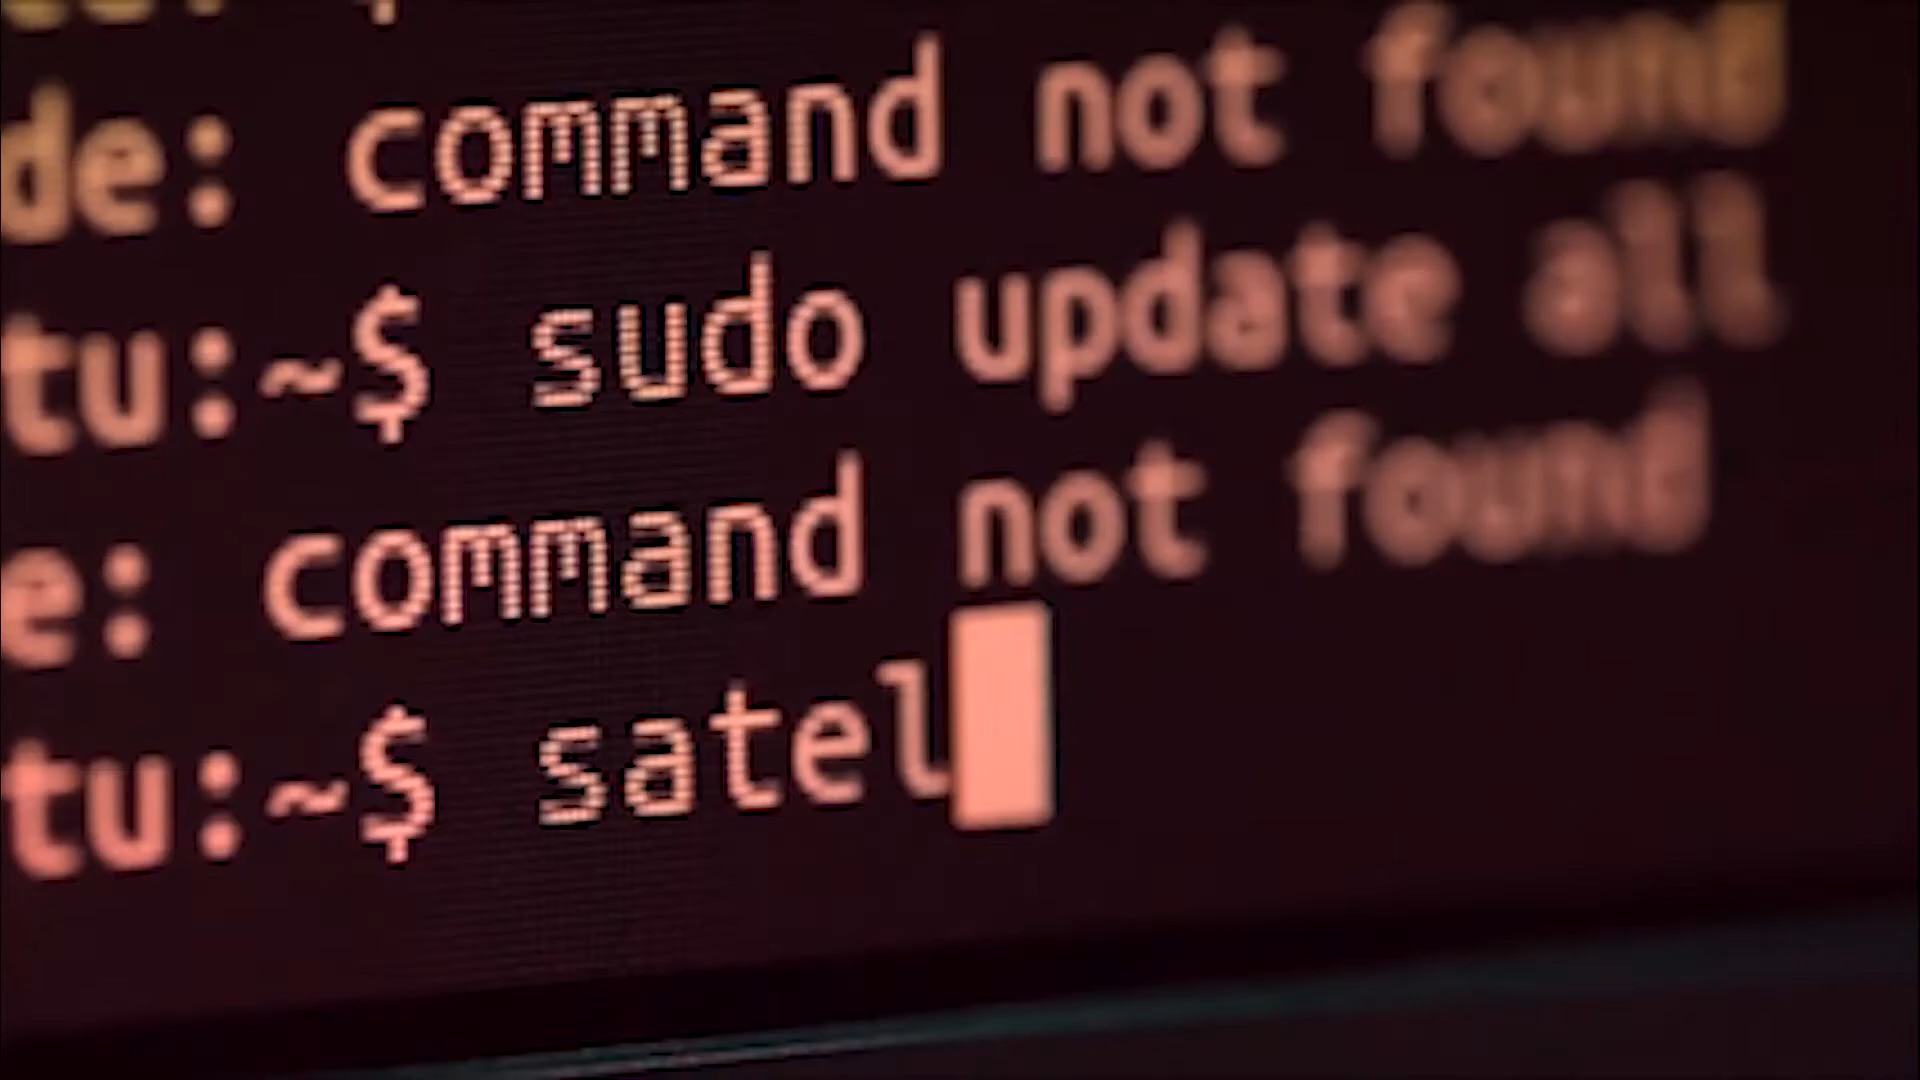 de: command not found
tu:~$ sudo update all
e: command not found
tu:~$ satel